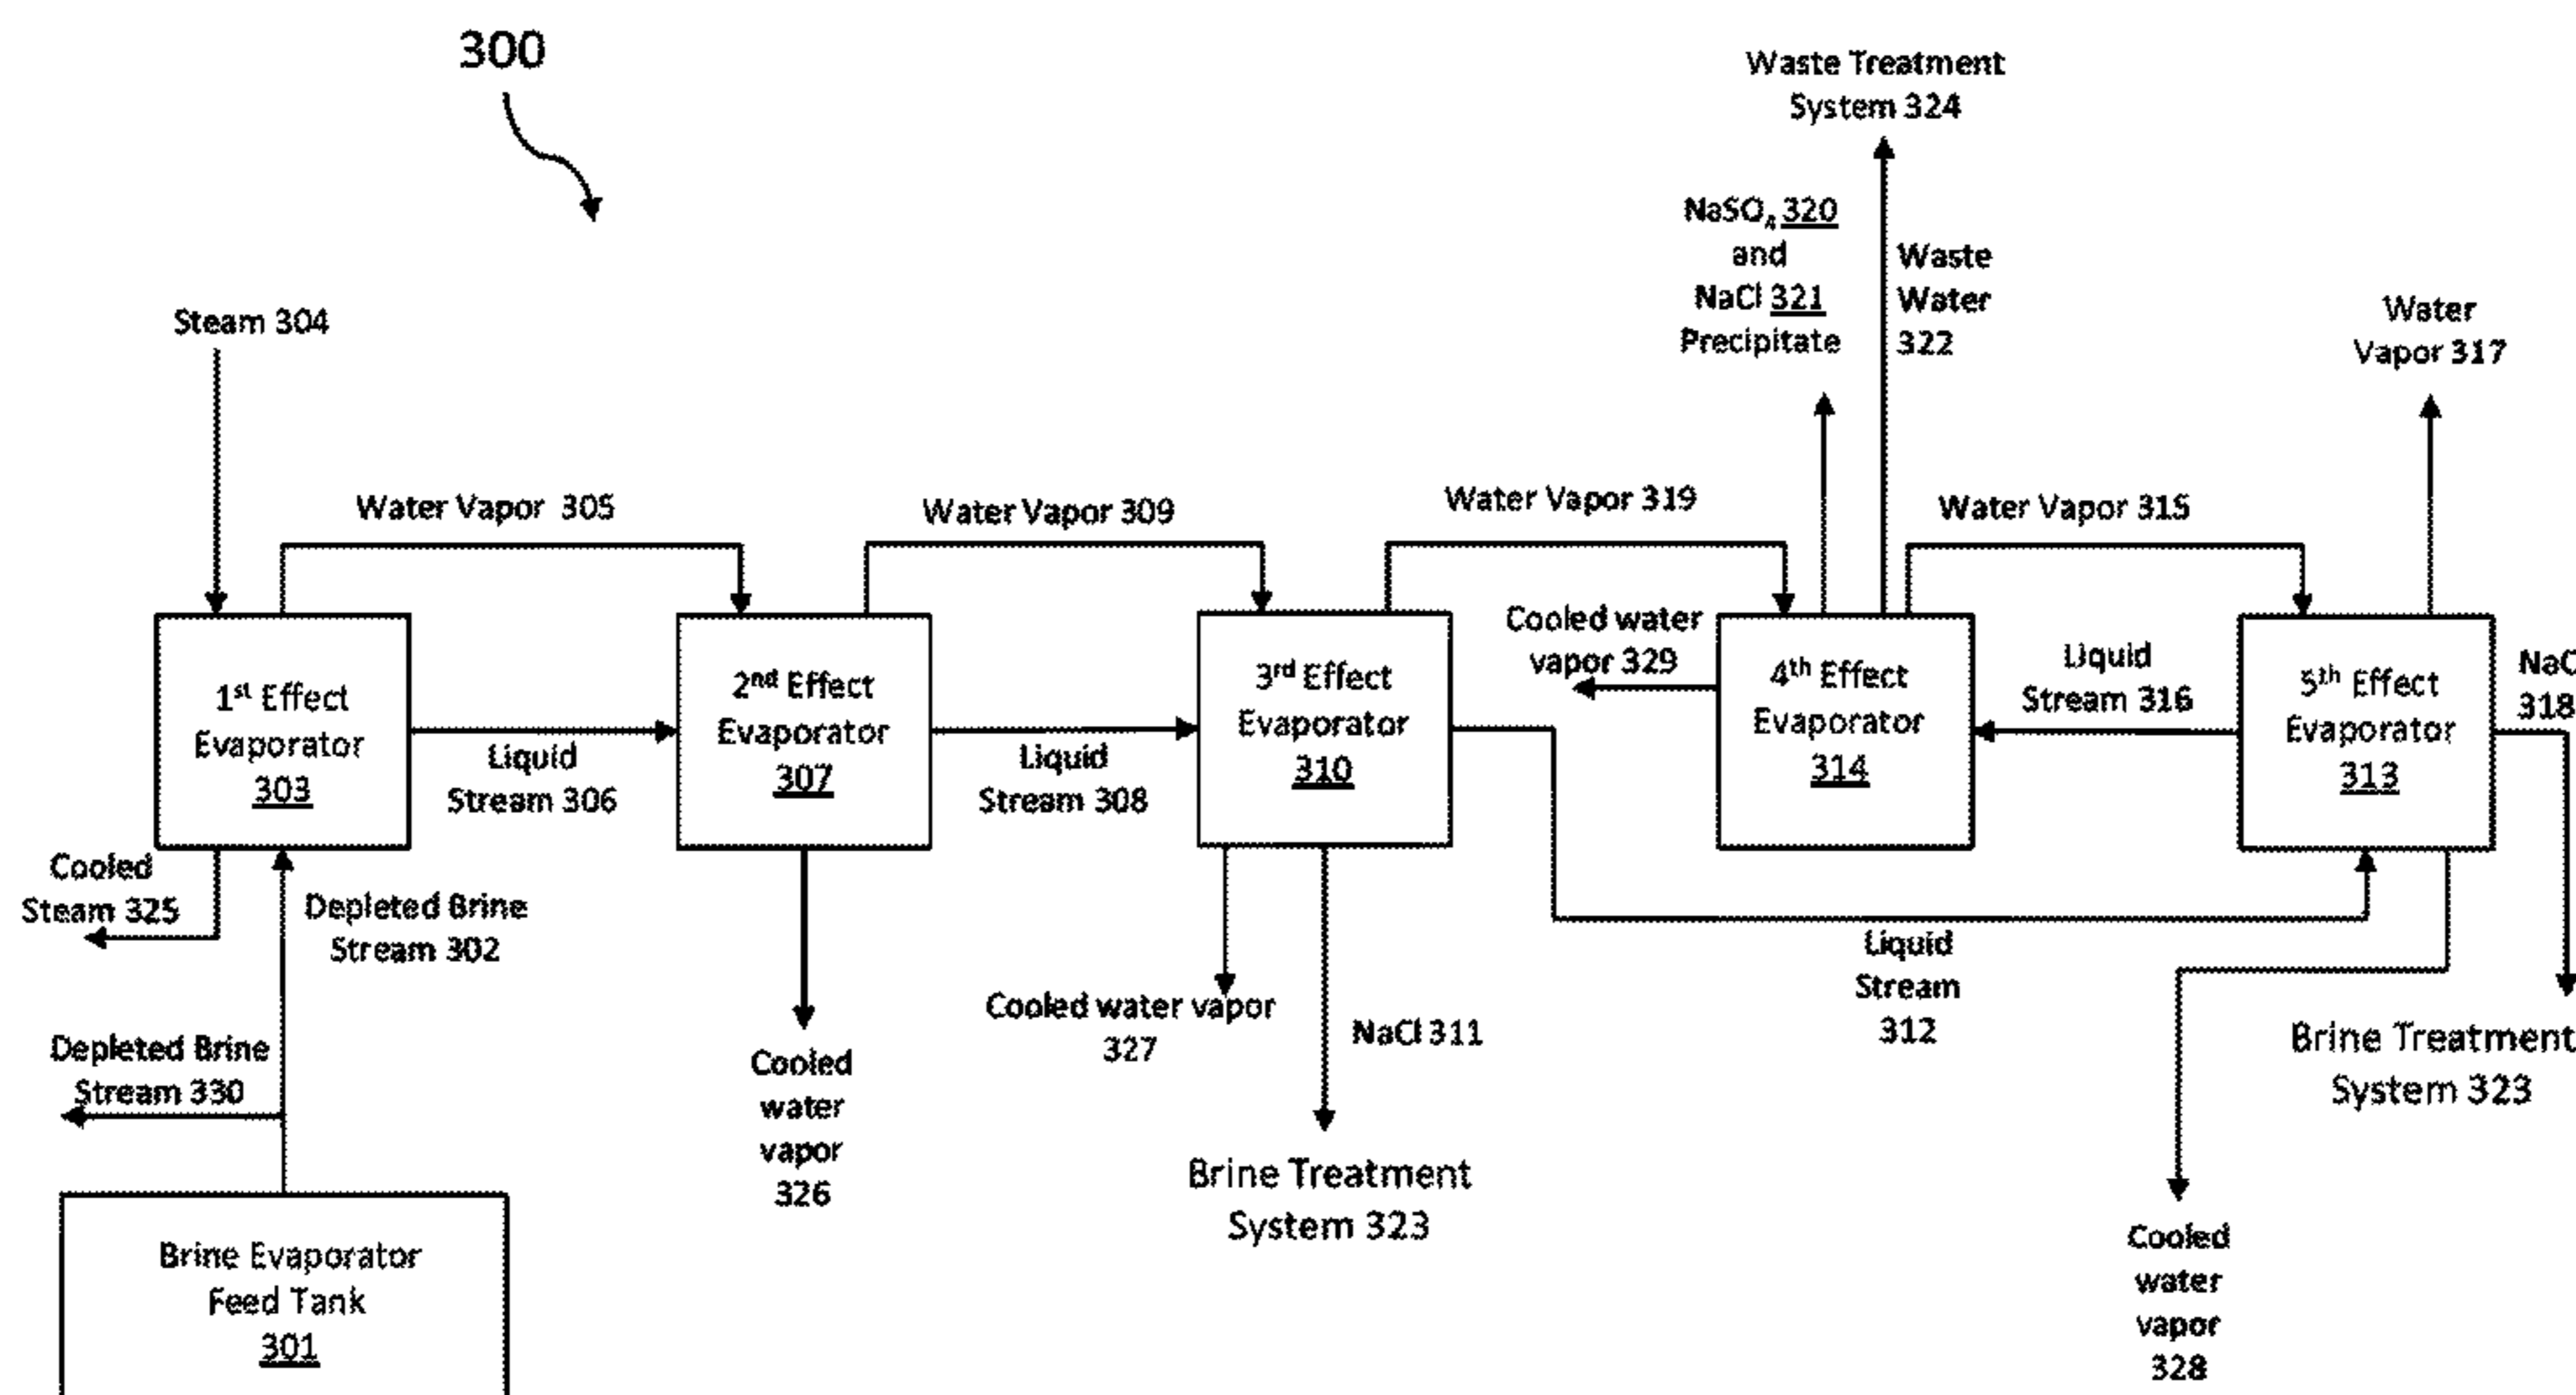 300
Waste Treatment
System 324
NaSO4 320
and
NaCl 321
Precipitate
Waste
Water
322
Steam 304
Water
Vapor 317
Water Vapor 305
Water Vapor 309
Water Vapor 319
Water Vapor 315
1st Effect
Evaporator
303
Liquid
Stream 306
2nd Effect
Evaporator
307
Liquid
Stream 308
3rd Effect
Evaporator
310
Cooled water
vapor 329
4th Effect
Evaporator
314
Liquid
Stream 316
5th Effect
Evaporator
313
318
Cooled
Steam 325
Depleted Brine
Stream 302
Depleted Brine
Stream 330
Cooled
water
vapor
326
Cooled water vapor
327
NaCl 311
Brine Treatment
System 323
Liquid
Stream
312
Brine Treatment
System 323
Cooled
water
vapor
328
Brine Evaporator
Feed Tank
301